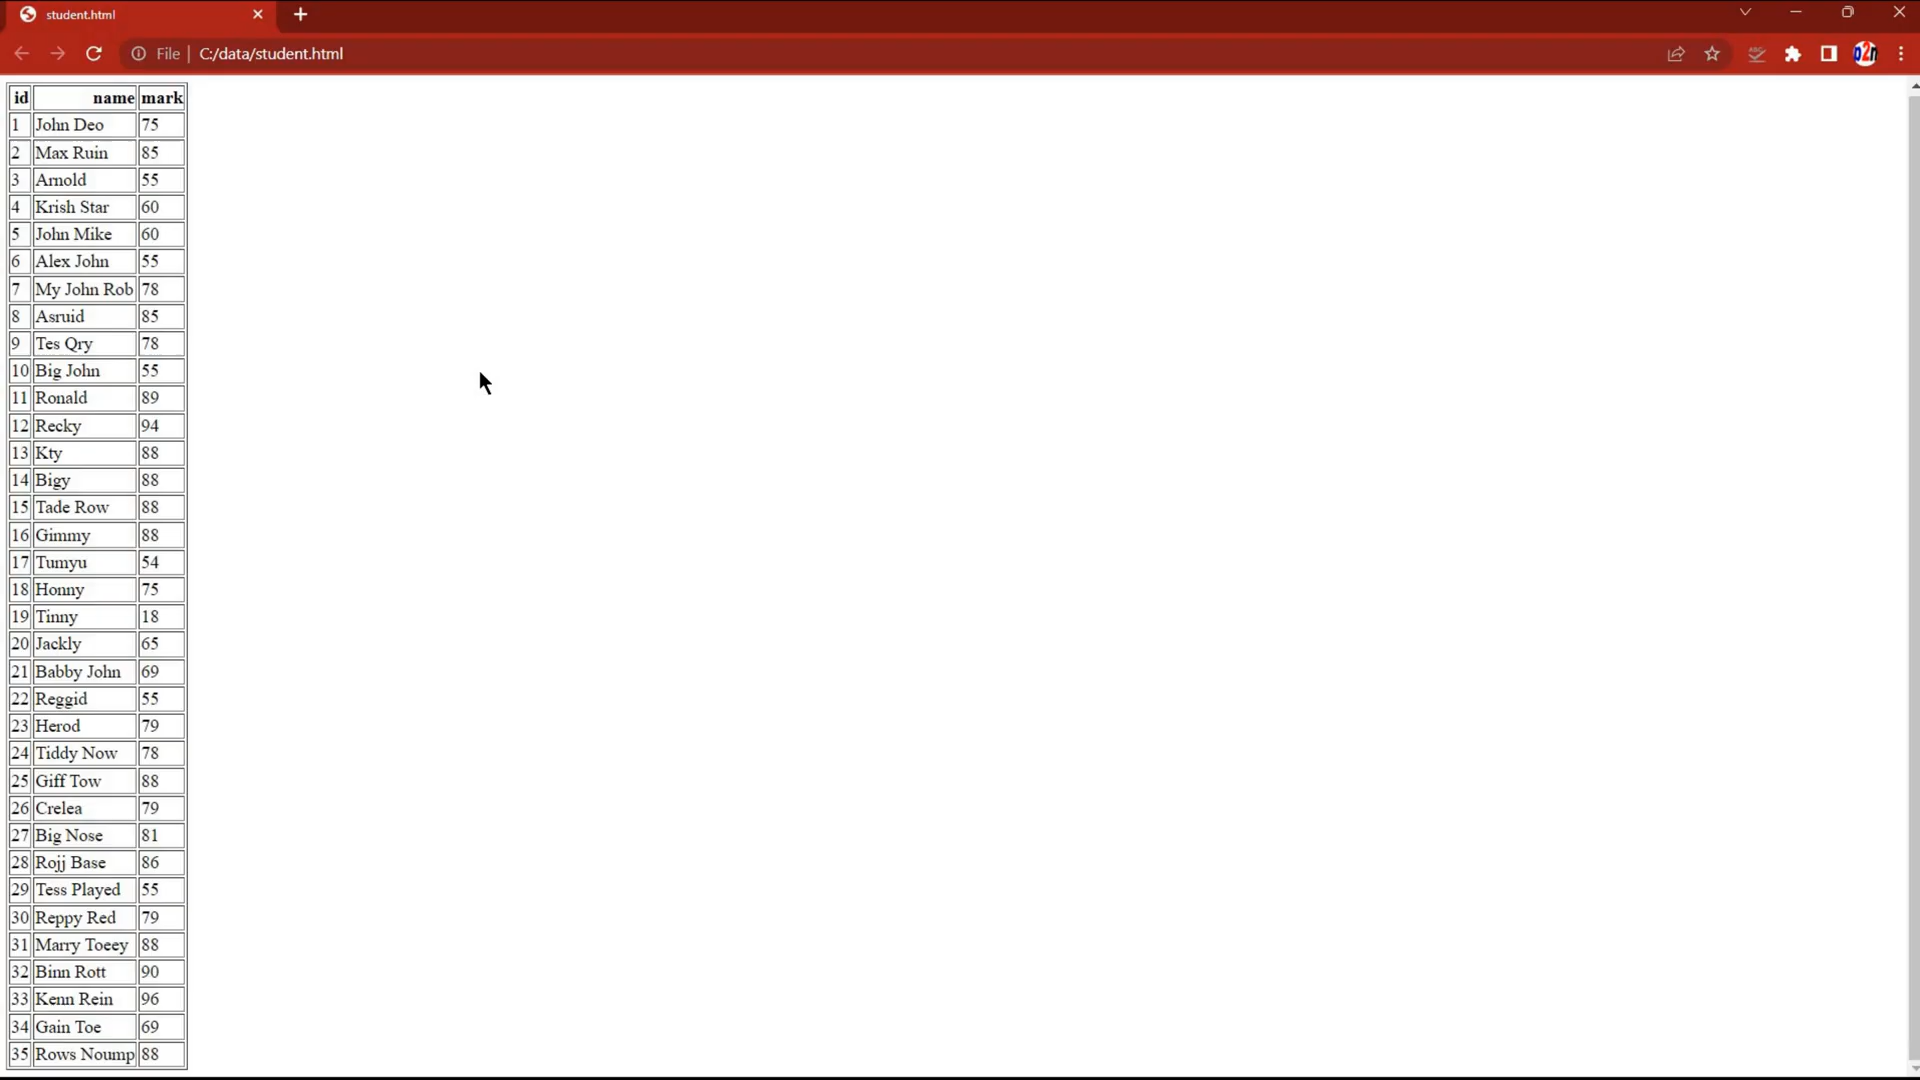 student.html
File C:/data/student.html
id name mark
1 John Deo 75
2 Max Ruin 85
3 Arnold 55
4 Krish Star 60
5 John Mike 60
6 Alex John 55
7 My John Rob 78
8 Asruid 85
9 Tes Qry 78
10 Big John 55
11 Ronald 89
12 Recky 94
13 Kty 88
14 Bigy 88
15 Tade Row 88
16 Gimmy 88
17 Tumyu 54
18 Honny 75
19 Tinny 18
20 Jackly 65
21 Babby John 69
22 Reggid 55
23 Herod 79
24 Tiddy Now 78
25 Giff Tow 88
26 Crelea 79
27 Big Nose 81
28 Rojj Base 86
29 Tess Played 55
30 Reppy Red 79
31 Marry Toeey 88
32 Binn Rott 90
33 Kenn Rein 96
34 Gain Toe 69
35 Rows Noump 88